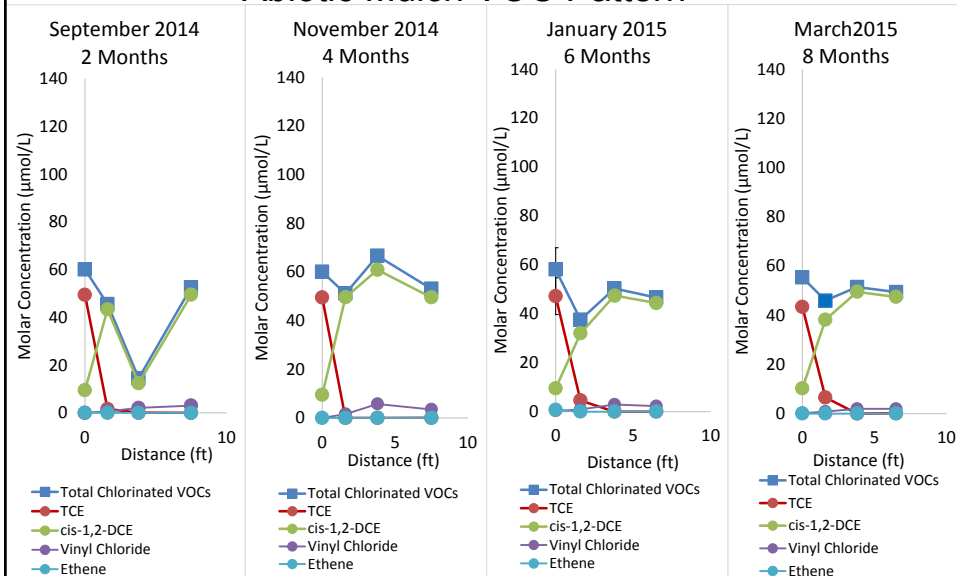 Abiotic Mulch VOC Pattern
September 2014
2 Months
140
120
100
80
60
40
20
0
Molar Concentration (µmol/L)
0
10
Distance (ft)
Total Chlorinated VOCs
TCE
cis-1,2-DCE
Vinyl Chloride
Ethene
November 2014
4 Months
140
120
100
80
60
40
20
0
Molar Concentration (µmol/L)
0
5
10
Distance (ft)
Total Chlorinated VOCs
TCE
cis-1,2-DCE
Vinyl Chloride
Ethene
January 2015
6 Months
140
120
100
80
60
40
20
0
Molar Concentration (µmol/L)
0
5
10
Distance (ft)
Total Chlorinated VOCs
TCE
cis-1,2-DCE
Vinyl Chloride
Ethene
March2015
8 Months
140
120
100
80
60
40
20
0
Molar Concentration (µmol/L)
0
5
10
Distance (ft)
Total Chlorinated VOCs
TCE
cis-1,2-DCE
Vinyl Chloride
Ethene